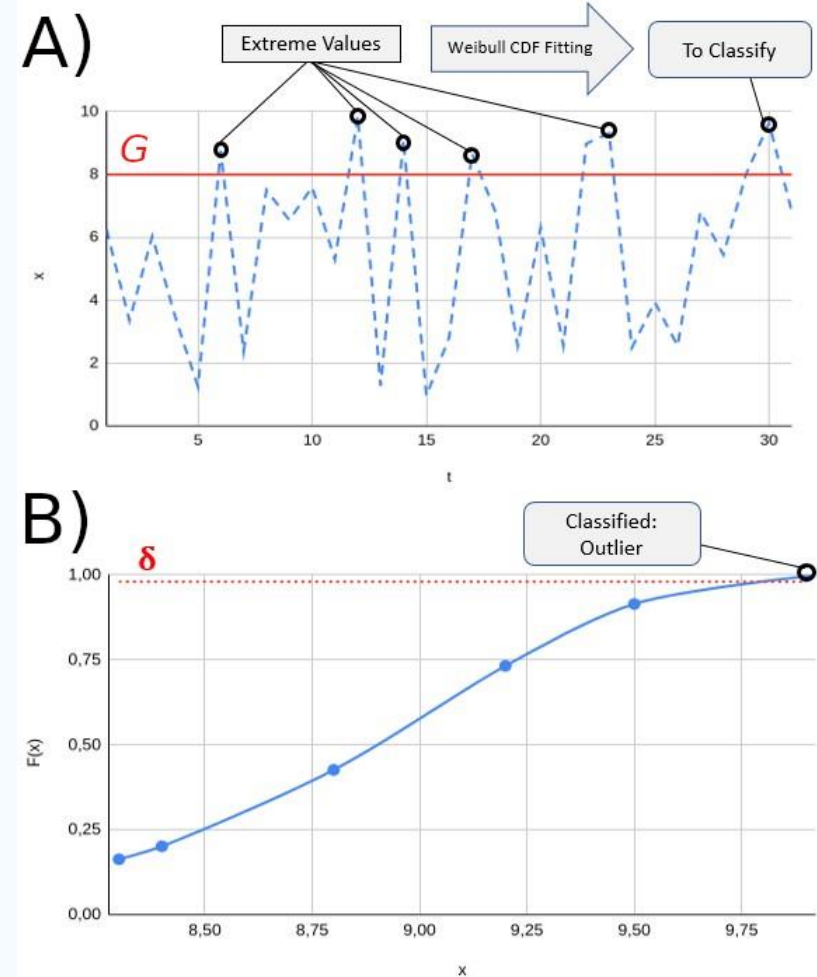 A)
Extreme Values
Weibull CDF Fitting
To Classify
G
10
8
6
4
2
0
x
5
10
15
20
25
30
t
B)
Classified:
Outlier
δ
1,00
0,75
0,50
0,25
0,00
F(x)
8,50
8,75
9,00
9,25
9,50
9,75
x